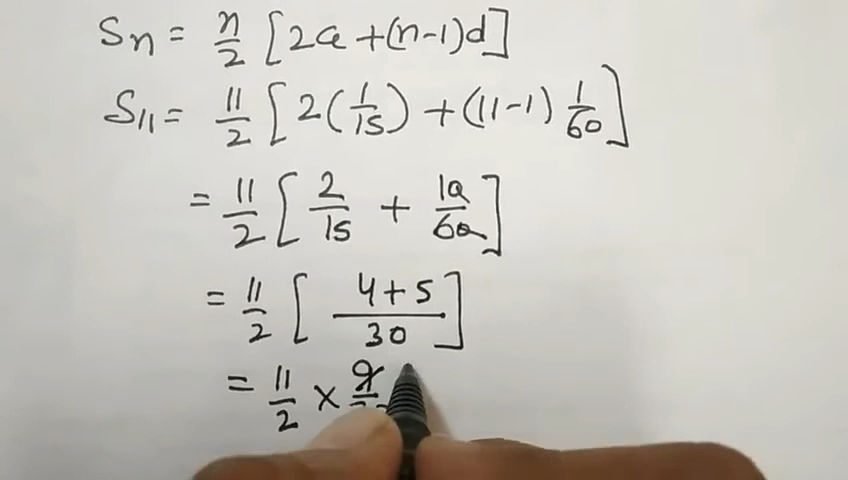 Sn = n/2 [2a + (n-1)d]
S11 = 11/2 [2(1/15) + (11-1) 1/60]
= 11/2 [2/15 + 10/60]
= 11/2 [4+5/30]
= 11/2 × 9/